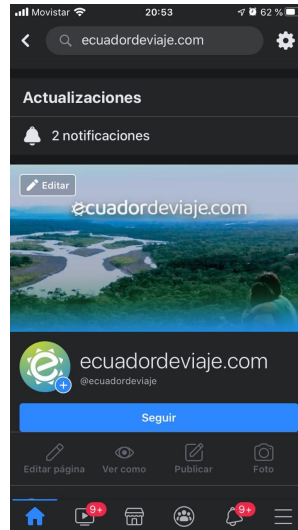 Movistar 20:53 62 %
ecuadordeviaje.com
Actualizaciones
2 notificaciones
Editar
ecuadordeviaje.com
ecuadordeviaje.com
@ecuadordeviaje
Seguir
Editar página Ver como Publicar Foto
9+ 9+